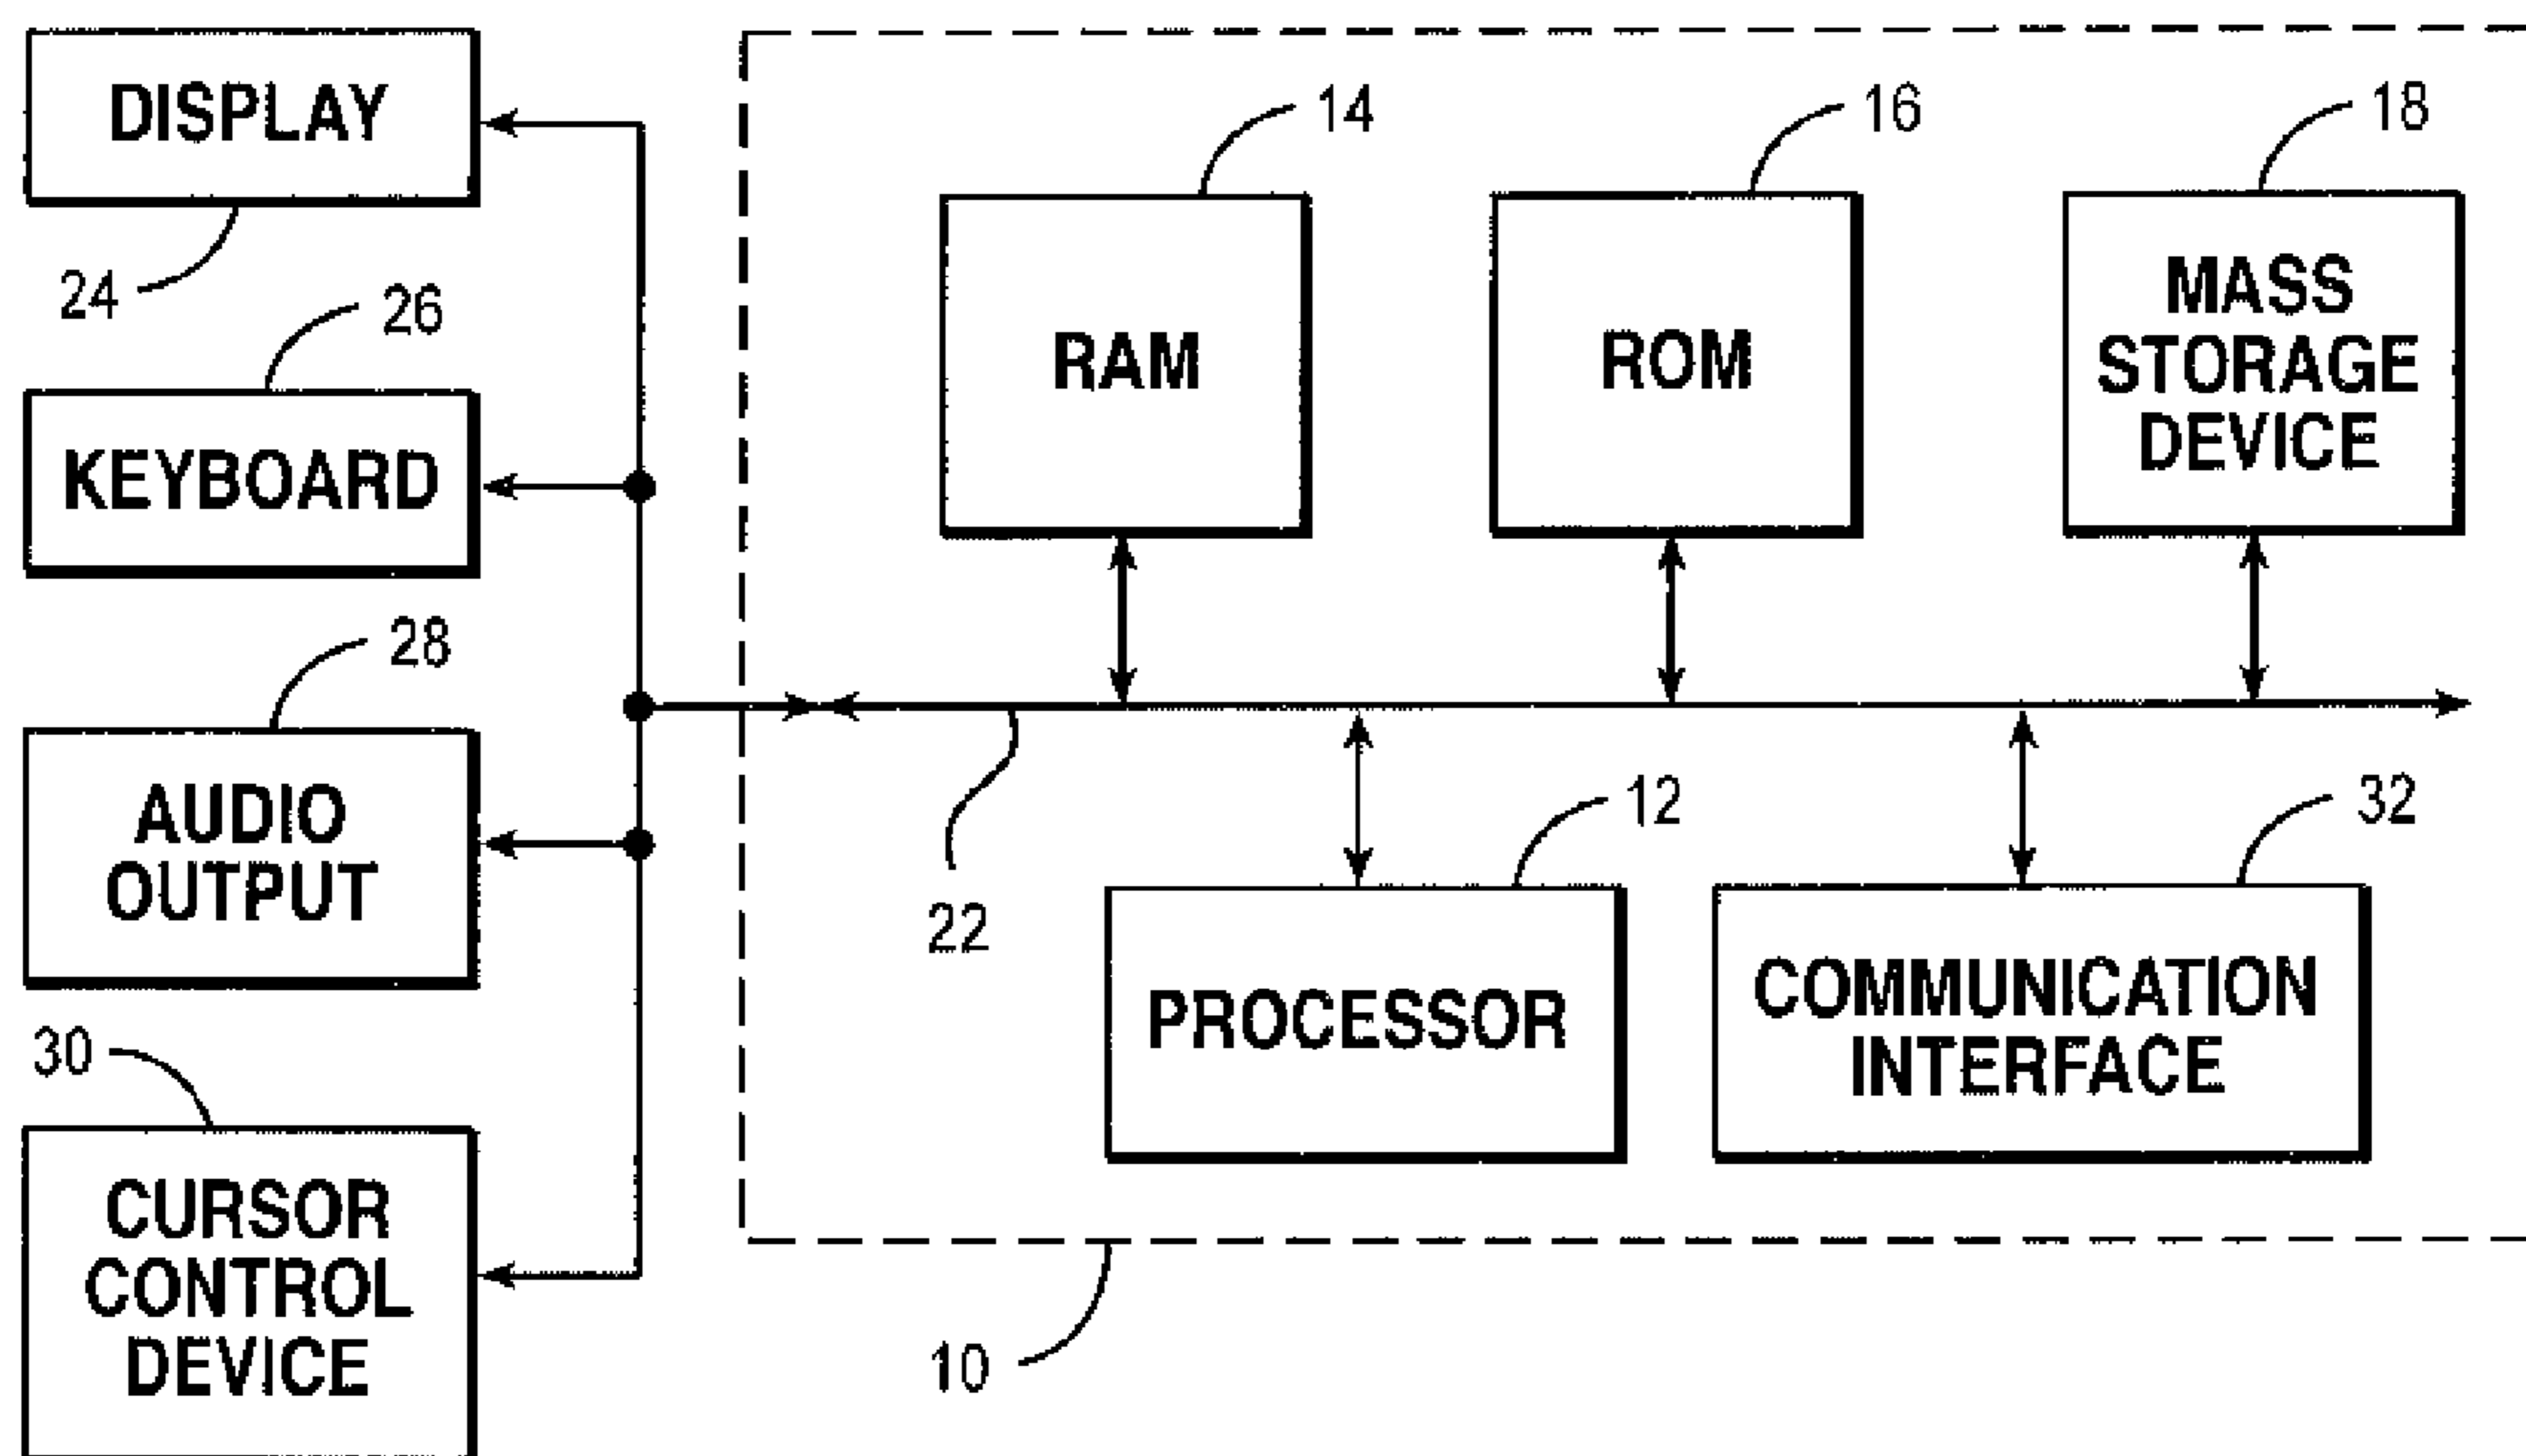 DISPLAY
24
26
KEYBOARD
28
AUDIO
OUTPUT
30
CURSOR
CONTROL
DEVICE
14
RAM
16
ROM
18
MASS
STORAGE
DEVICE
22
12
PROCESSOR
32
COMMUNICATION
INTERFACE
10